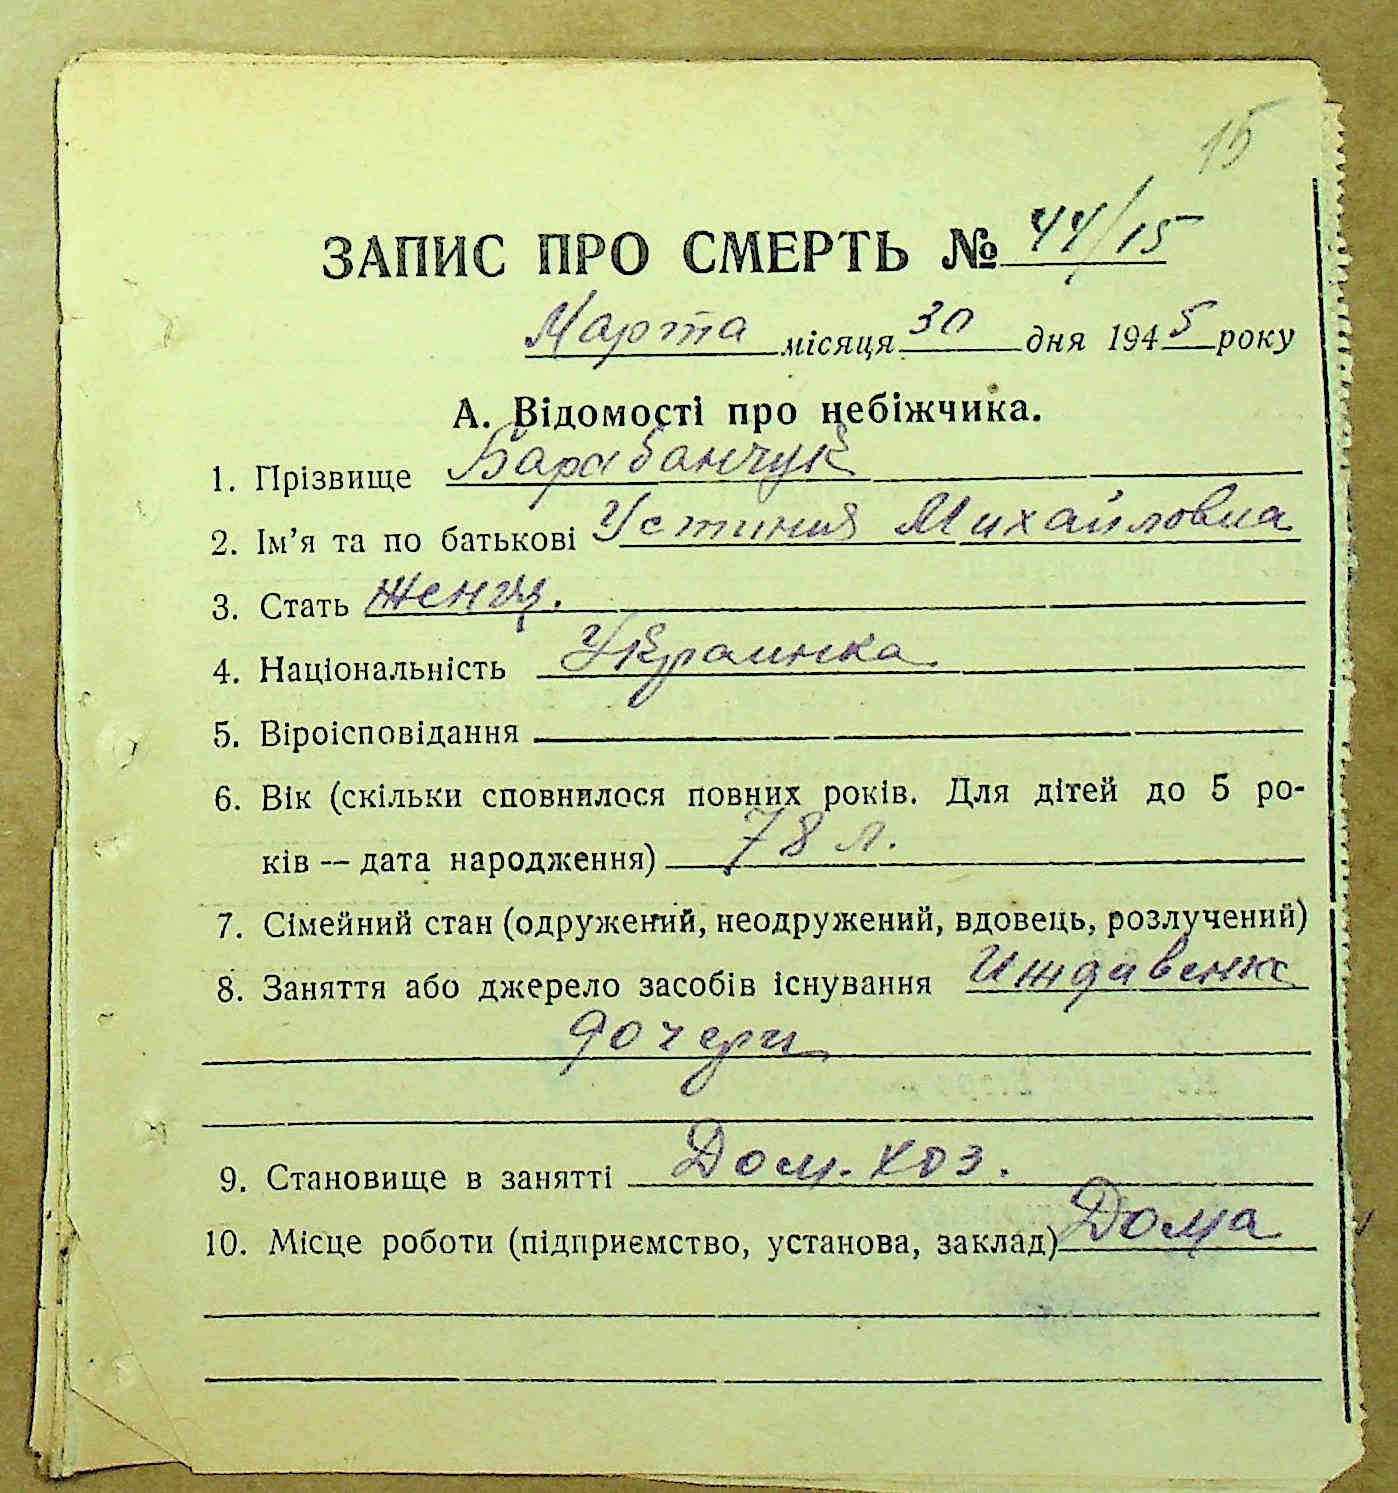 15
ЗАПИС ПРО СМЕРТЬ № 44/15
Марта місяця 30 дня 1945 року
А. Відомості про небіжчика.
1. Прізвище Барабанчук
2. Ім'я та по батькові Устиния Михайловна
3. Стать женщ.
4. Національність Украинка
5. Віроісповідання
6. Вік (скільки сповнилося повних років. Для дітей до 5 ро-
ків — дата народження) 78 л.
7. Сімейний стан (одружений, неодружений, вдовець, розлучений)
8. Заняття або джерело засобів існування Иждавенка
дочери
9. Становище в занятті Дом. хоз.
10. Місце роботи (підприємство, установа, заклад) Дома